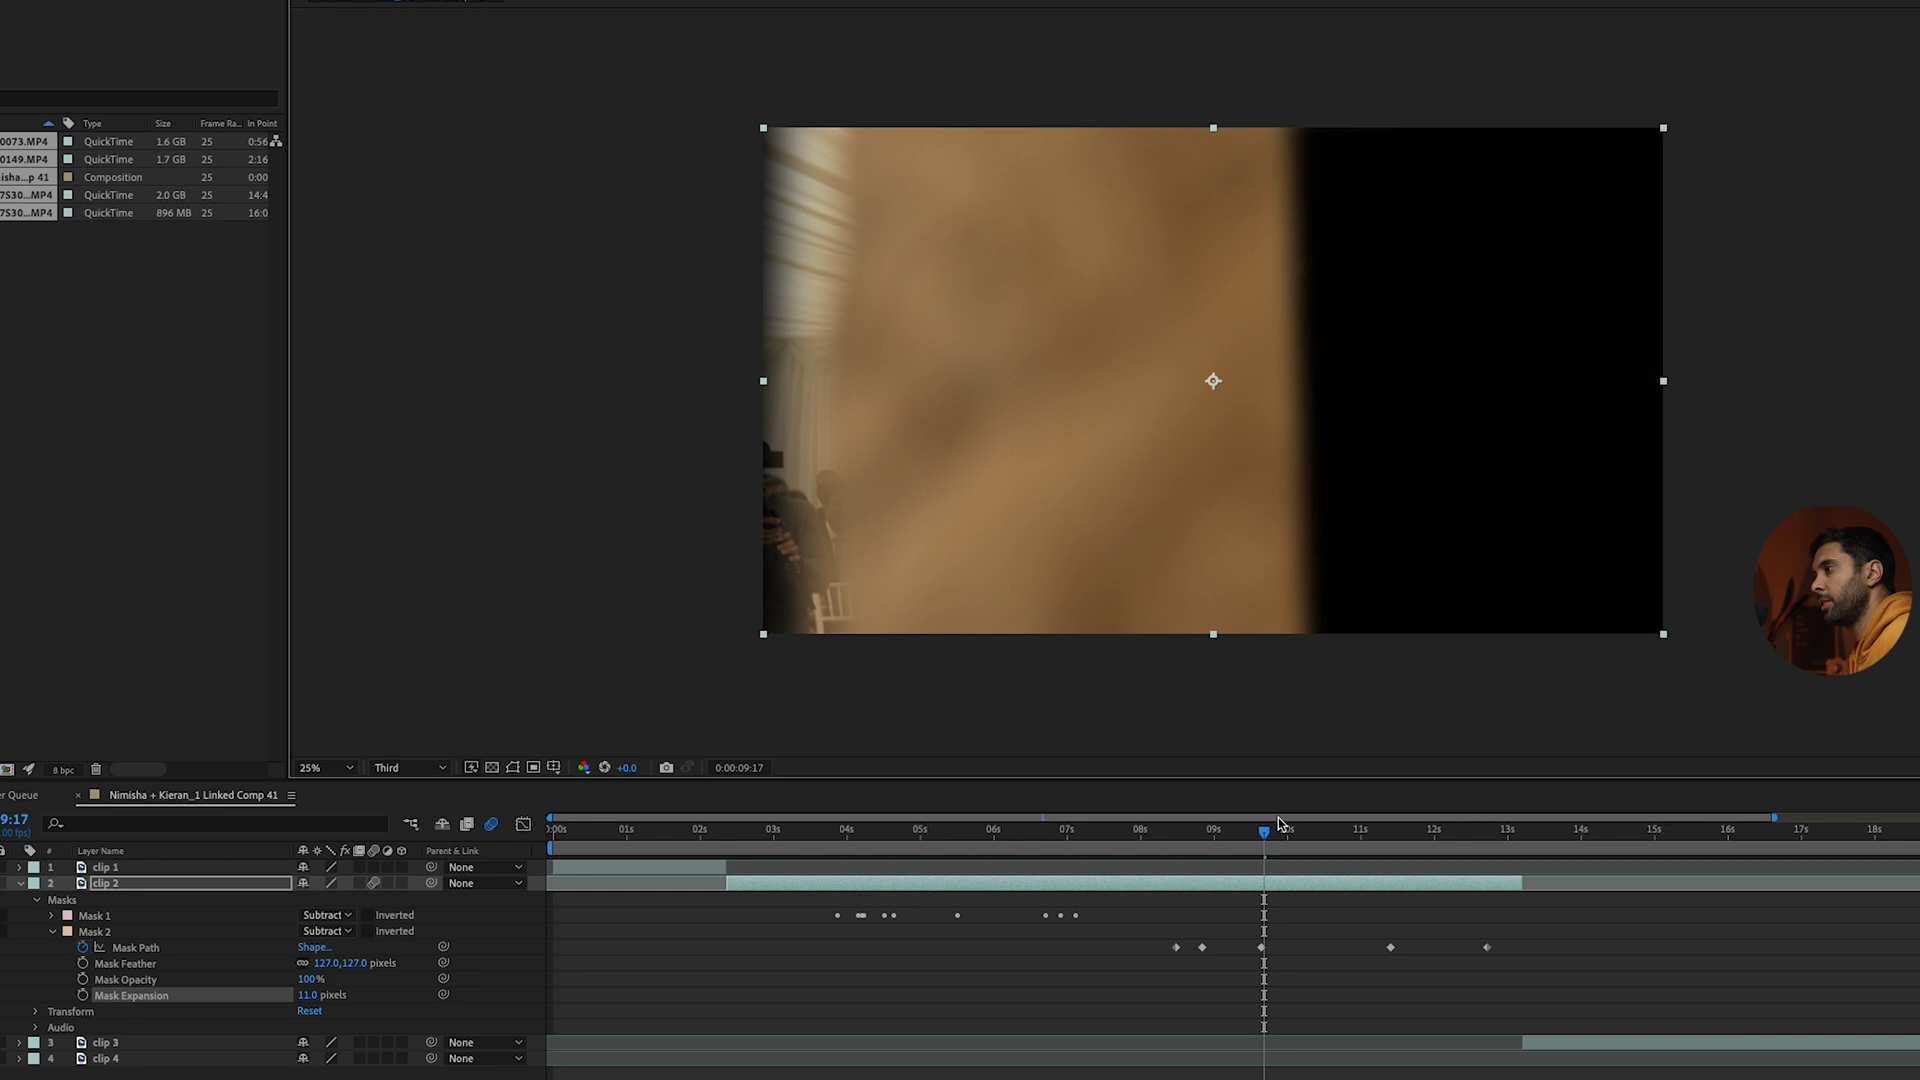 Type Size Frame Ra... In Point
0073.MP4 QuickTime 1.6 GB 25 0:56
0149.MP4 QuickTime 1.7 GB 25 2:16
isha...p 41 Composition 25 0:00
7S30...MP4 QuickTime 2.0 GB 25 14:4
7S30...MP4 QuickTime 896 MB 25 16:0
8 bpc
25% Third +0.0 0:00:09:17
er Queue × Nimisha + Kieran_1 Linked Comp 41
9:17
.00 fps)
:00s 01s 02s 03s 04s 05s 06s 07s 08s 09s 0s 11s 12s 13s 14s 15s 16s 17s 18s
# Layer Name fx Parent & Link
1 clip 1 None
2 clip 2 None
Masks
Mask 1 Subtract Inverted
Mask 2 Subtract Inverted
Mask Path Shape...
Mask Feather 127.0,127.0 pixels
Mask Opacity 100%
Mask Expansion 11.0 pixels
Transform Reset
Audio
3 clip 3 None
4 clip 4 None